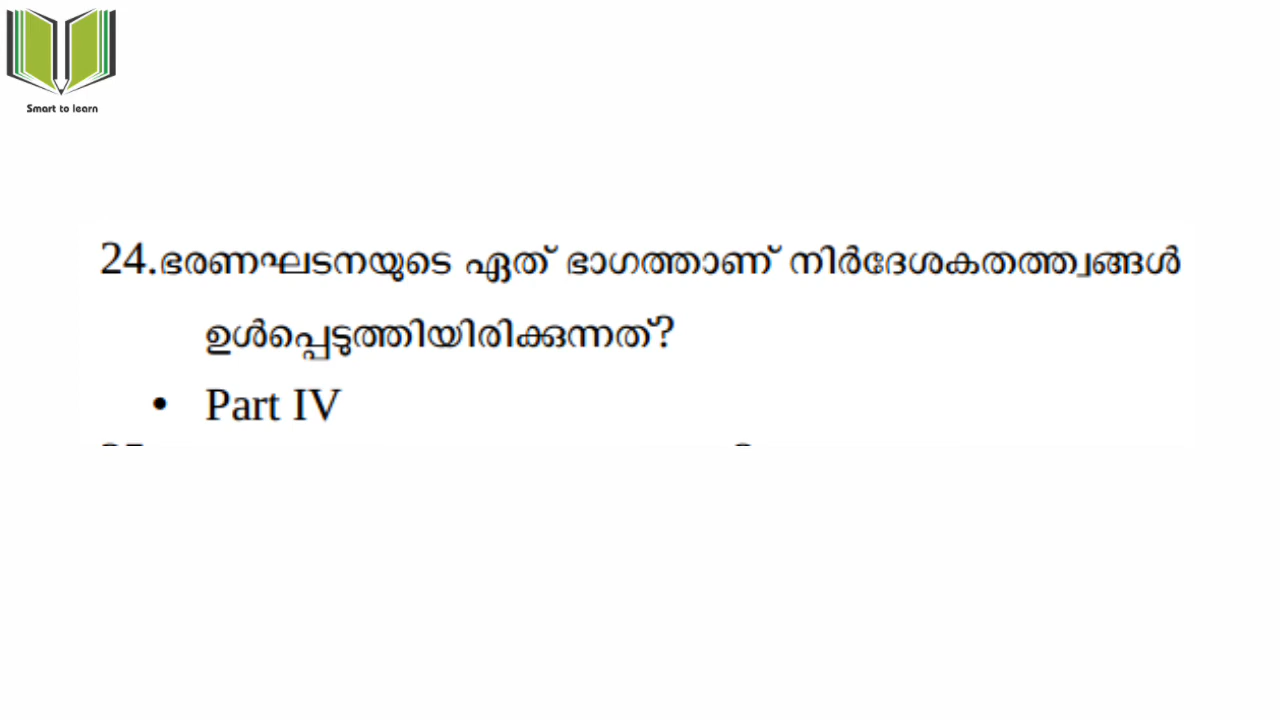 Smart to learn
24.ഭരണഘടനയുടെ ഏത് ഭാഗത്താണ് നിർദേശകതത്ത്വങ്ങൾ
ഉൾപ്പെടുത്തിയിരിക്കുന്നത്?
• Part IV